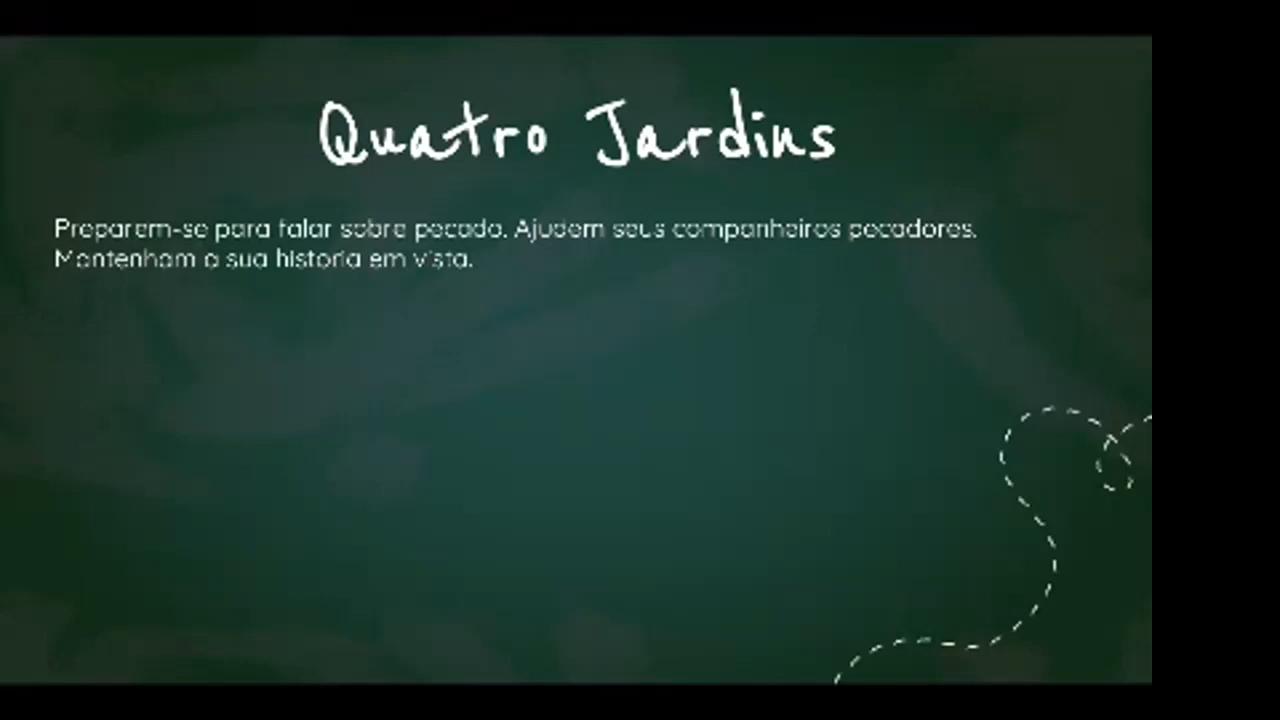 Quatro Jardins
Preparem-se para falar sobre pecado. Ajudem seus companheiros pecadores.
Mantenham a sua historia em vista.